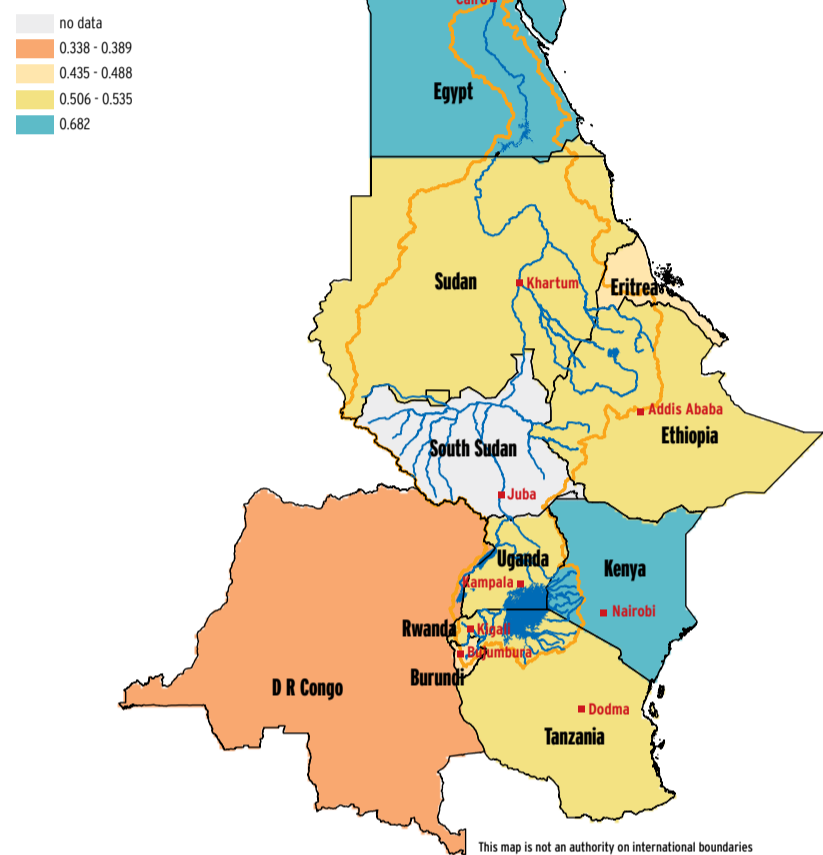 no data
0.338 - 0.389
0.435 - 0.488
0.506 - 0.535
0.682
Cairo
Egypt
Sudan
Khartum
Eritrea
Addis Ababa
Ethiopia
South Sudan
Juba
Uganda
Kampala
Kenya
Nairobi
Rwanda
Kigali
Bujumbura
Burundi
D R Congo
Dodma
Tanzania
This map is not an authority on international boundaries